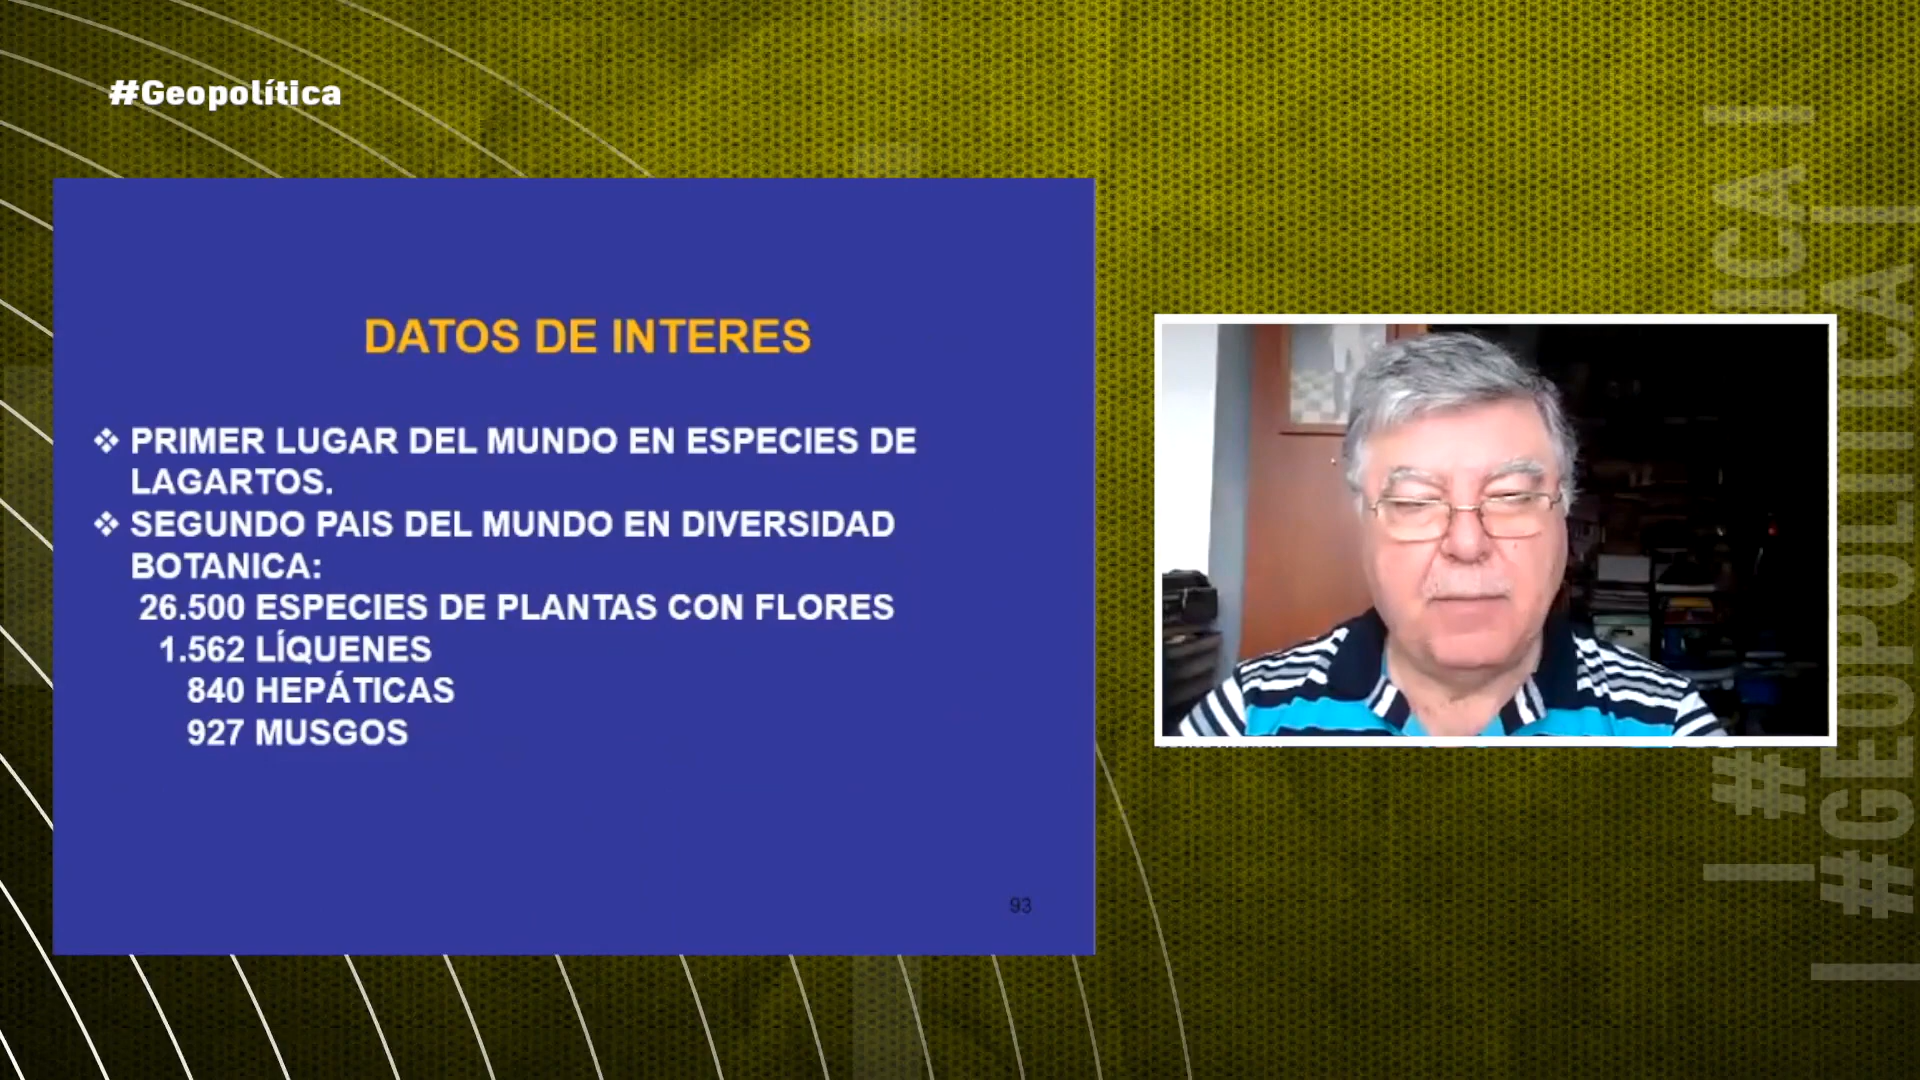 #Geopolítica
DATOS DE INTERES
❖ PRIMER LUGAR DEL MUNDO EN ESPECIES DE
LAGARTOS.
❖ SEGUNDO PAIS DEL MUNDO EN DIVERSIDAD
BOTANICA:
26.500 ESPECIES DE PLANTAS CON FLORES
1.562 LÍQUENES
840 HEPÁTICAS
927 MUSGOS
93
| #GEOPOLÍTICA |